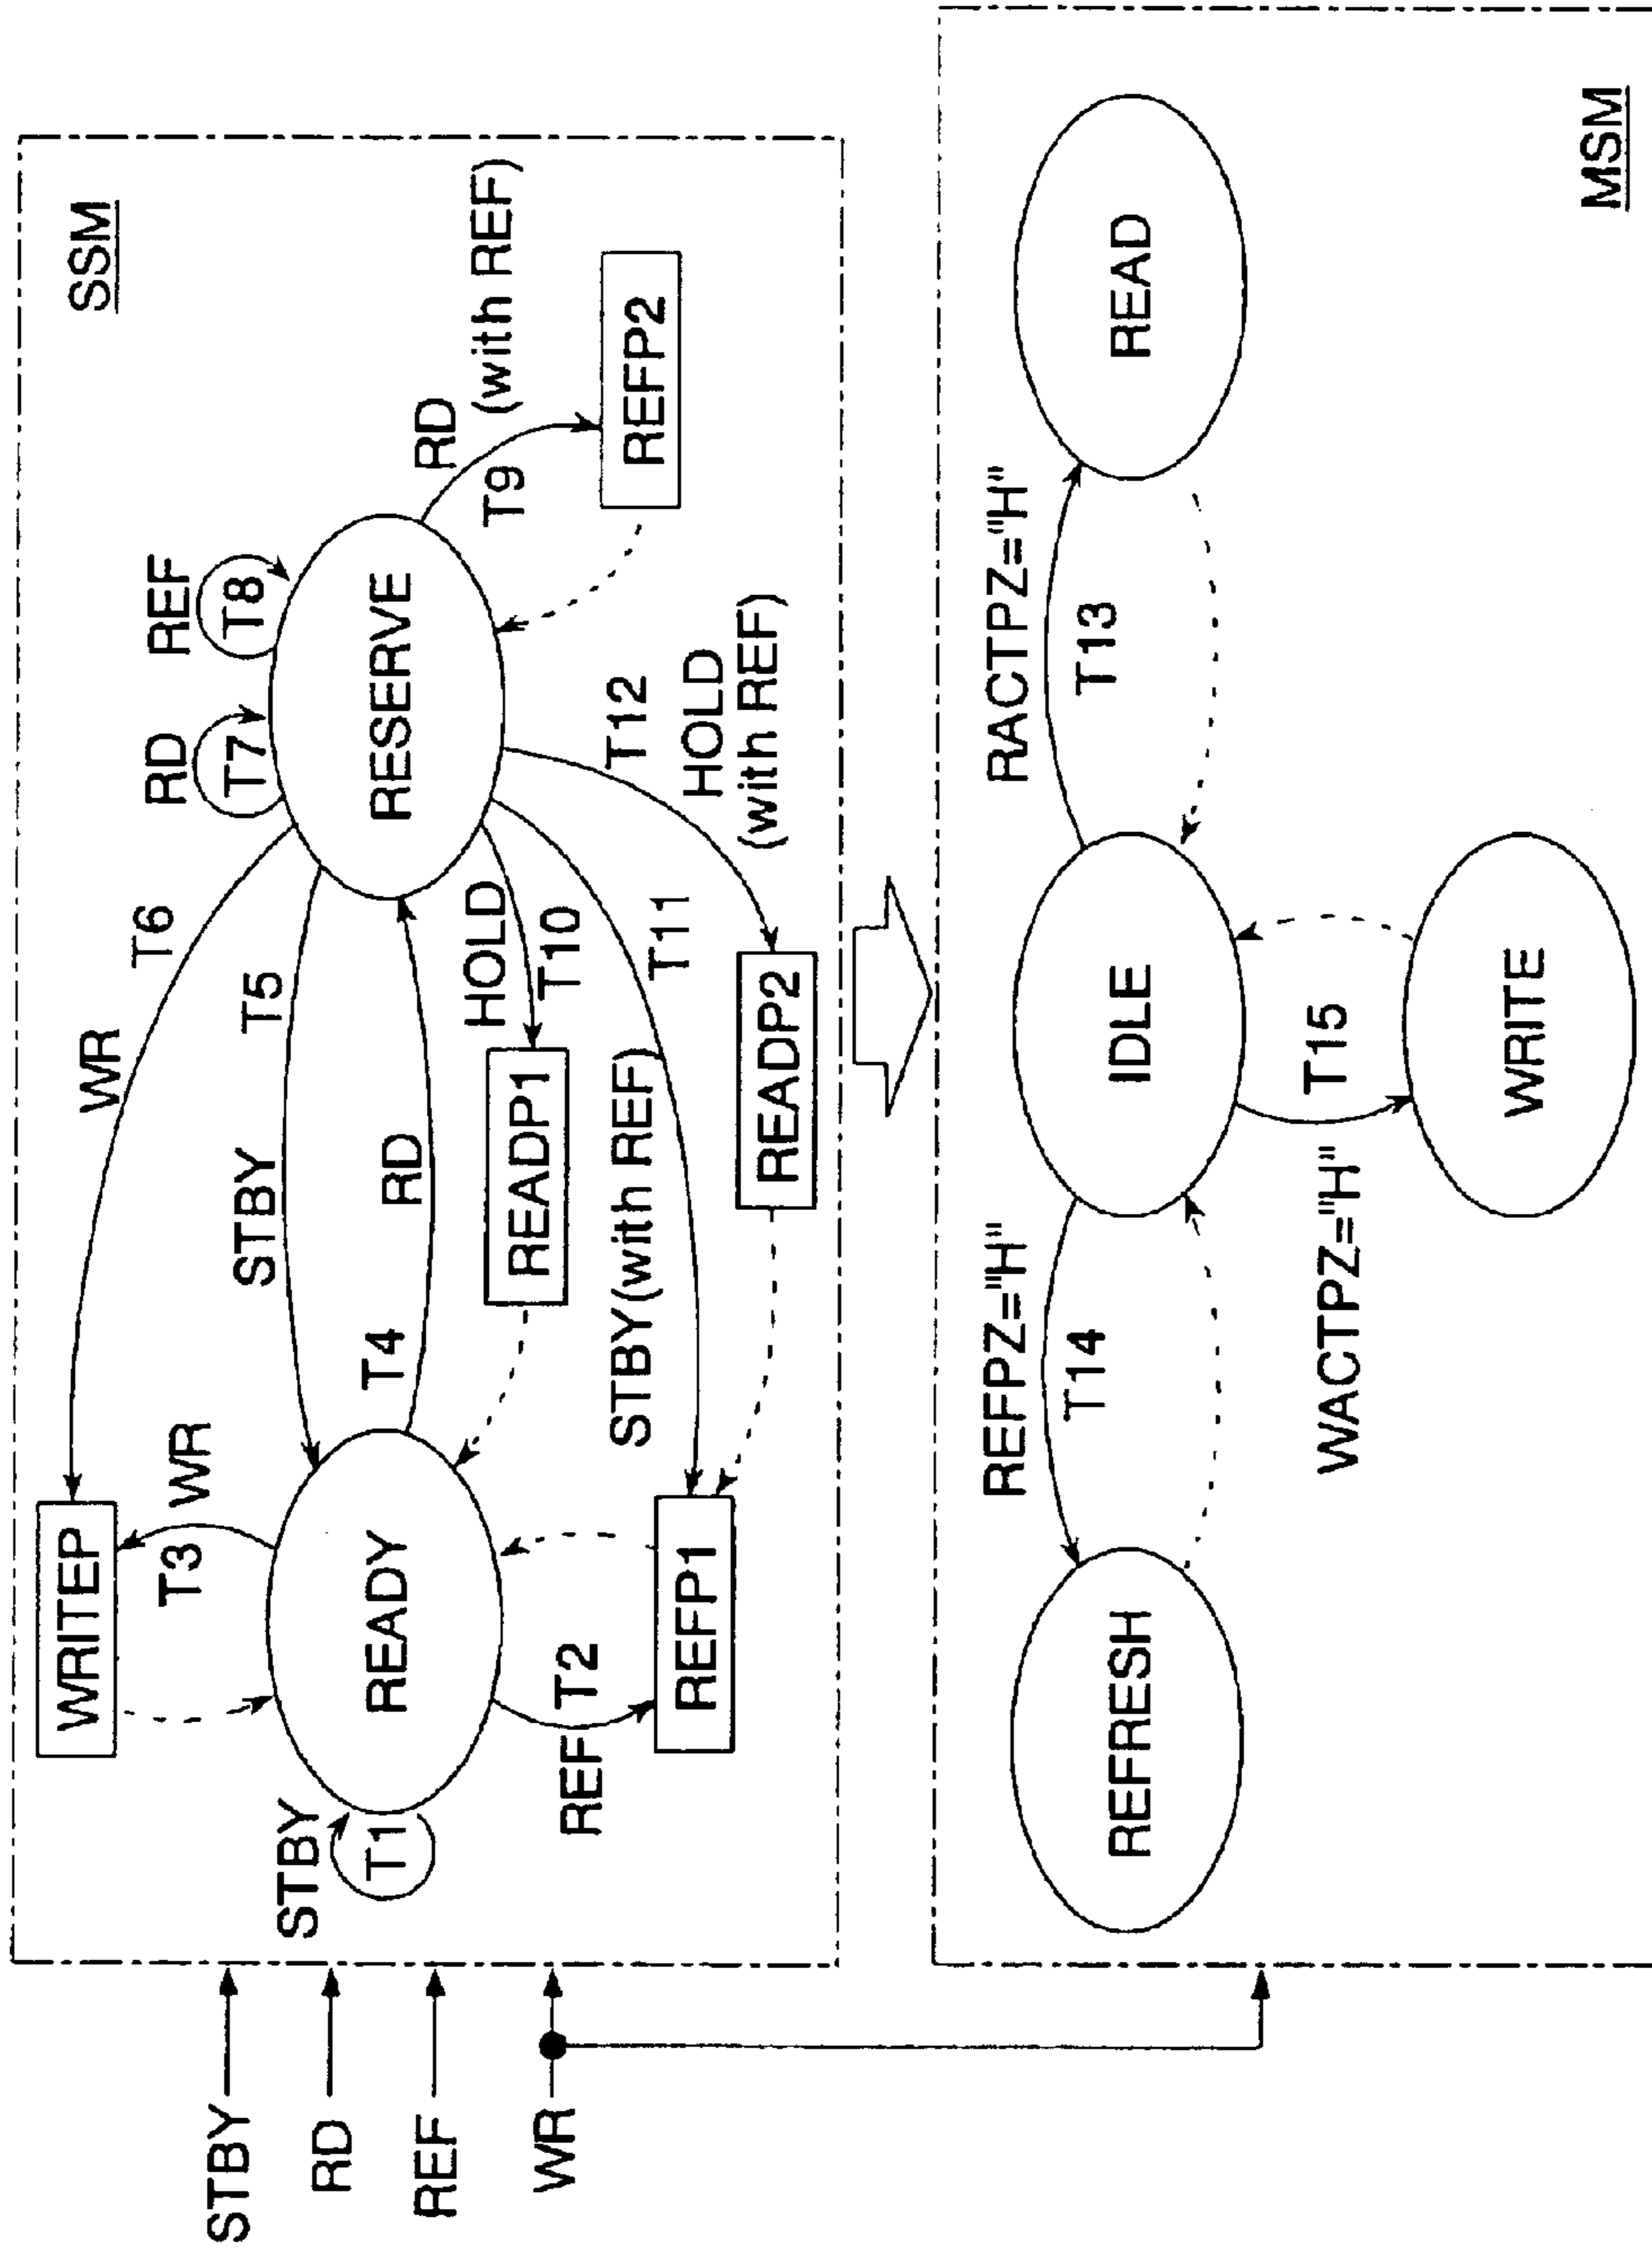 SSM
STBY
RD
REF
WR
WRITEP
WR
T6
T3
WR
RD
T7
REF
T8
STBY
T1
READY
STBY
T5
RESERVE
T4
RD
RD
(with REF)
T9
HOLD
T10
READP1
REF
T2
REFP1
STBY(with REF)
T11
T12
HOLD
(with REF)
REFP2
READP2
REFPZ="H"
T14
RACTPZ="H"
T13
REFRESH
IDLE
READ
WACTPZ="H"
T15
WRITE
MSM